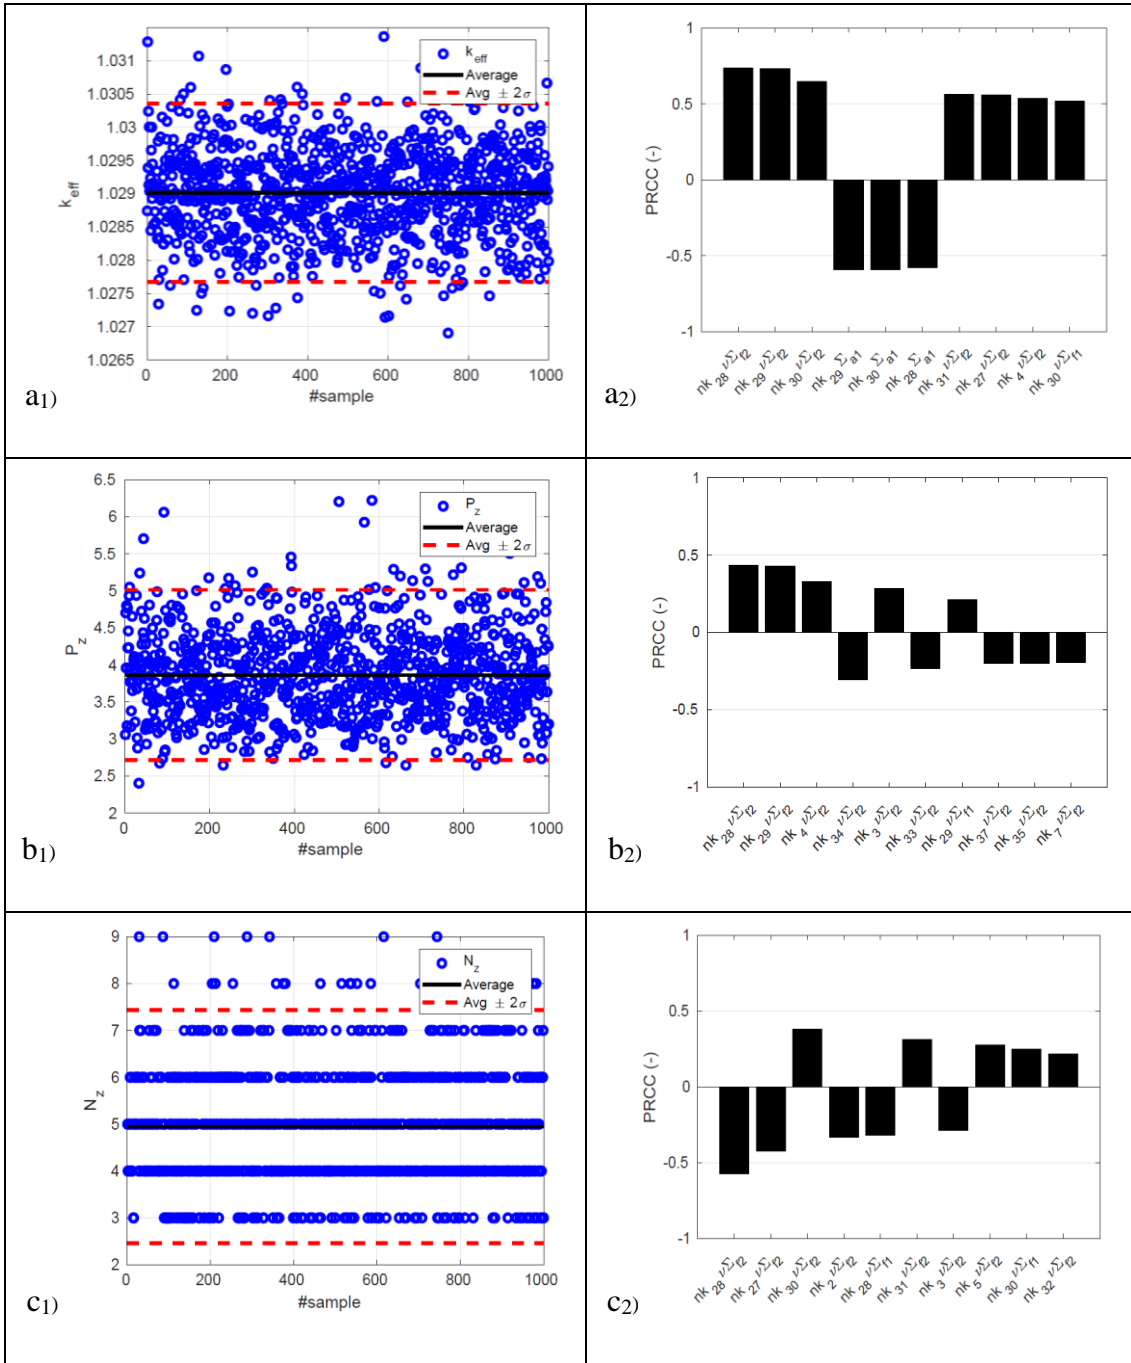 k_eff
Average
Avg ± 2σ
1.031
1.0305
1.03
1.0295
1.029
1.0285
1.028
1.0275
1.027
1.0265
k_eff
0 200 400 600 800 1000
#sample
a1)
1
0.5
0
-0.5
-1
PRCC (-)
nk 28 νΣf2
nk 29 νΣf2
nk 30 νΣf2
nk 29 Σa1
nk 30 Σa1
nk 28 Σa1
nk 31 νΣf2
nk 27 νΣf2
nk 4 νΣf2
nk 30 νΣf1
a2)
P_z
Average
Avg ± 2σ
6.5
6
5.5
5
4.5
4
3.5
3
2.5
2
P_z
0 200 400 600 800 1000
#sample
b1)
1
0.5
0
-0.5
-1
PRCC (-)
nk 28 νΣf2
nk 29 νΣf2
nk 4 νΣf2
nk 34 νΣf2
nk 3 νΣf2
nk 33 νΣf2
nk 29 νΣf1
nk 37 νΣf2
nk 35 νΣf2
nk 7 νΣf2
b2)
N_z
Average
Avg ± 2σ
9
8
7
6
5
4
3
2
N_z
0 200 400 600 800 1000
#sample
c1)
1
0.5
0
-0.5
-1
PRCC (-)
nk 28 νΣf2
nk 27 νΣf2
nk 30 νΣf2
nk 2 νΣf2
nk 28 νΣf1
nk 31 νΣf2
nk 3 νΣf2
nk 5 νΣf2
nk 30 νΣf1
nk 32 νΣf2
c2)